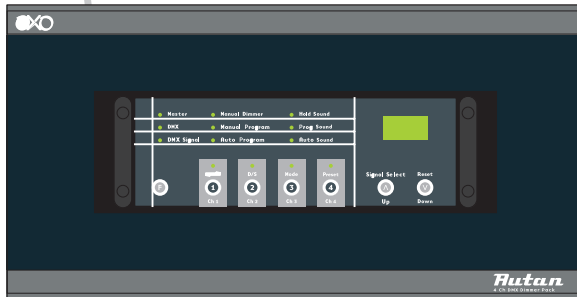 OXO
Master Manual Dimmer Hold Sound
DMX Manual Program Prog Sound
DMX Signal Auto Program Auto Sound
D/S Mode Preset Signal Select Reset
F 1 2 3 4 Λ V
Ch 1 Ch 2 Ch 3 Ch 4 Up Down
Autan
4 Ch DMX Dimmer Pack